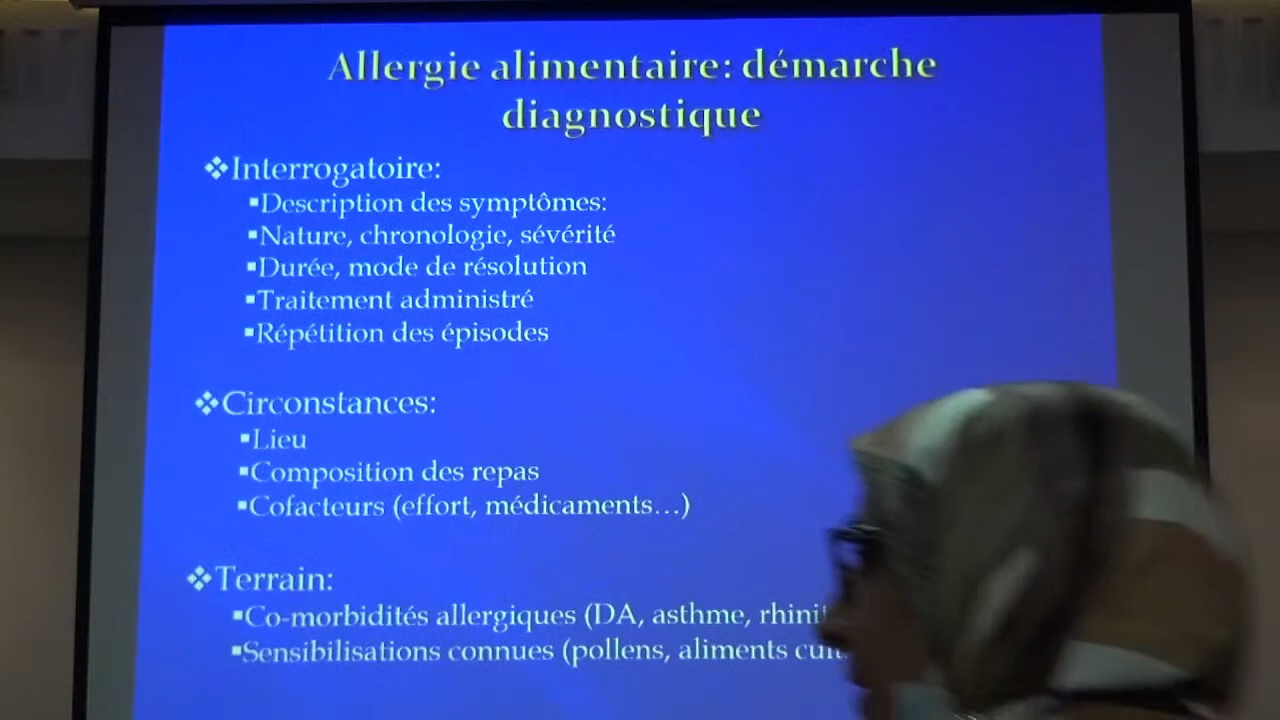 Allergie alimentaire: démarche
diagnostique
❖Interrogatoire:
▪Description des symptômes:
▪Nature, chronologie, sévérité
▪Durée, mode de résolution
▪Traitement administré
▪Répétition des épisodes
❖Circonstances:
▪Lieu
▪Composition des repas
▪Cofacteurs (effort, médicaments…)
❖Terrain:
▪Co-morbidités allergiques (DA, asthme,
▪Sensibilisations connues (pollens, aliments